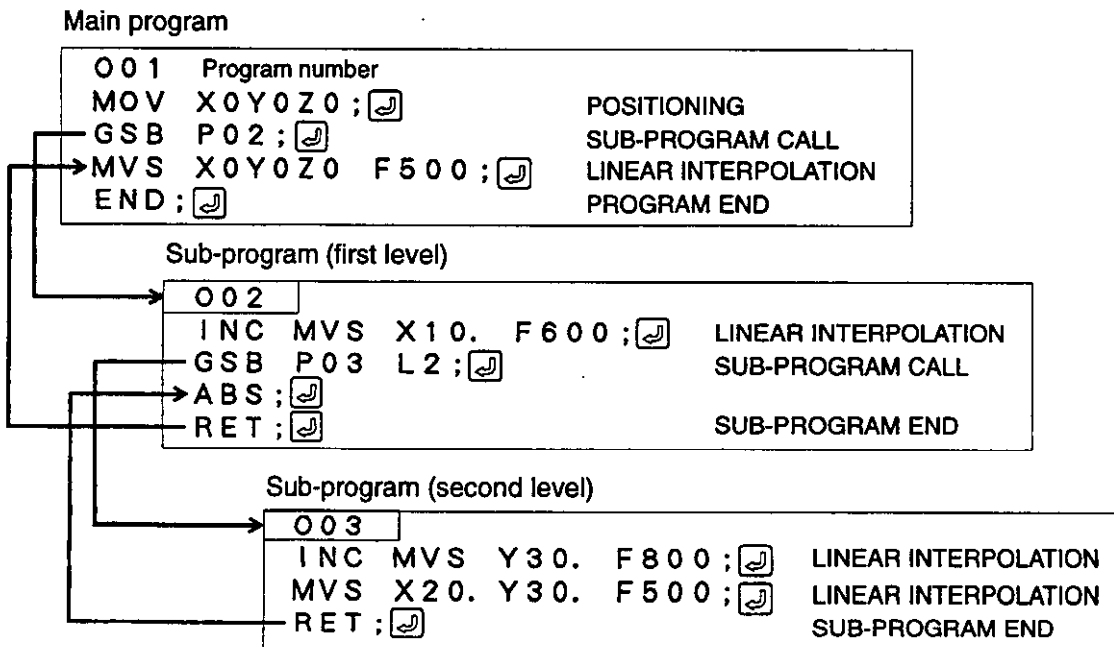 Main program
O01 Program number
MOV X0Y0Z0; POSITIONING
GSB P02; SUB-PROGRAM CALL
MVS X0Y0Z0 F500; LINEAR INTERPOLATION
END; PROGRAM END
Sub-program (first level)
O02
INC MVS X10. F600; LINEAR INTERPOLATION
GSB P03 L2; SUB-PROGRAM CALL
ABS;
RET; SUB-PROGRAM END
Sub-program (second level)
O03
INC MVS Y30. F800; LINEAR INTERPOLATION
MVS X20. Y30. F500; LINEAR INTERPOLATION
RET; SUB-PROGRAM END